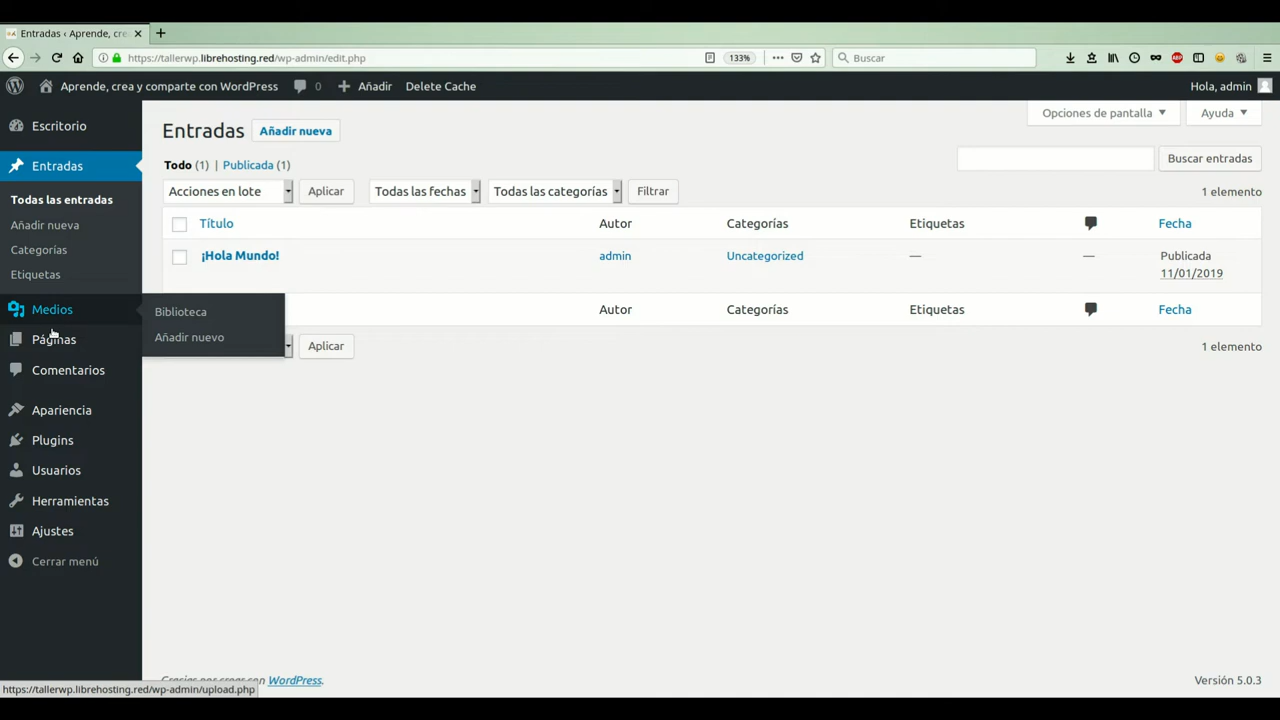 Entradas ‹ Aprende, cre
https://tallerwp.librehosting.red/wp-admin/edit.php
133%
Buscar
Aprende, crea y comparte con WordPress
0
Añadir
Delete Cache
Hola, admin
Escritorio
Entradas
Todas las entradas
Añadir nueva
Categorías
Etiquetas
Medios
Páginas
Comentarios
Apariencia
Plugins
Usuarios
Herramientas
Ajustes
Cerrar menú
Biblioteca
Añadir nuevo
Opciones de pantalla
Ayuda
Entradas
Añadir nueva
Todo (1) | Publicada (1)
Buscar entradas
Acciones en lote
Aplicar
Todas las fechas
Todas las categorías
Filtrar
1 elemento
Título
Autor
Categorías
Etiquetas
Fecha
¡Hola Mundo!
admin
Uncategorized
—
—
Publicada
11/01/2019
Autor
Categorías
Etiquetas
Fecha
Aplicar
1 elemento
Gracias por crear con WordPress.
Versión 5.0.3
https://tallerwp.librehosting.red/wp-admin/upload.php